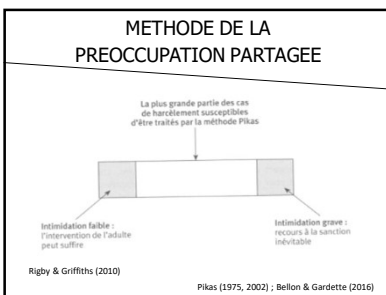 METHODE DE LA
PREOCCUPATION PARTAGEE
La plus grande partie des cas
de harcèlement susceptibles
d'être traités par la méthode Pikas
Intimidation faible :
l'intervention de l'adulte
peut suffire
Intimidation grave :
recours à la sanction
inévitable
Rigby & Griffiths (2010)
Pikas (1975, 2002) ; Bellon & Gardette (2016)